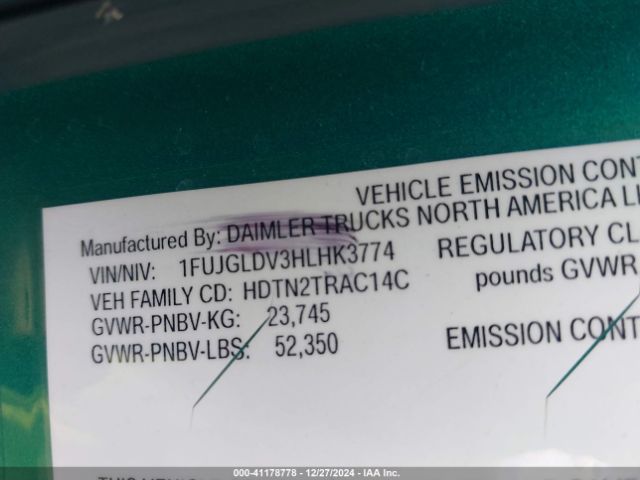 VEHICLE EMISSION CONT
Manufactured By: DAIMLER TRUCKS NORTH AMERICA L
VIN/NIV: 1FUJGLDV3HLHK3774 REGULATORY CL
VEH FAMILY CD: HDTN2TRAC14C pounds GVWR
GVWR-PNBV-KG: 23,745
GVWR-PNBV-LBS: 52,350 EMISSION CONT
000-41178778 — 12/27/2024 — IAAI, INC.